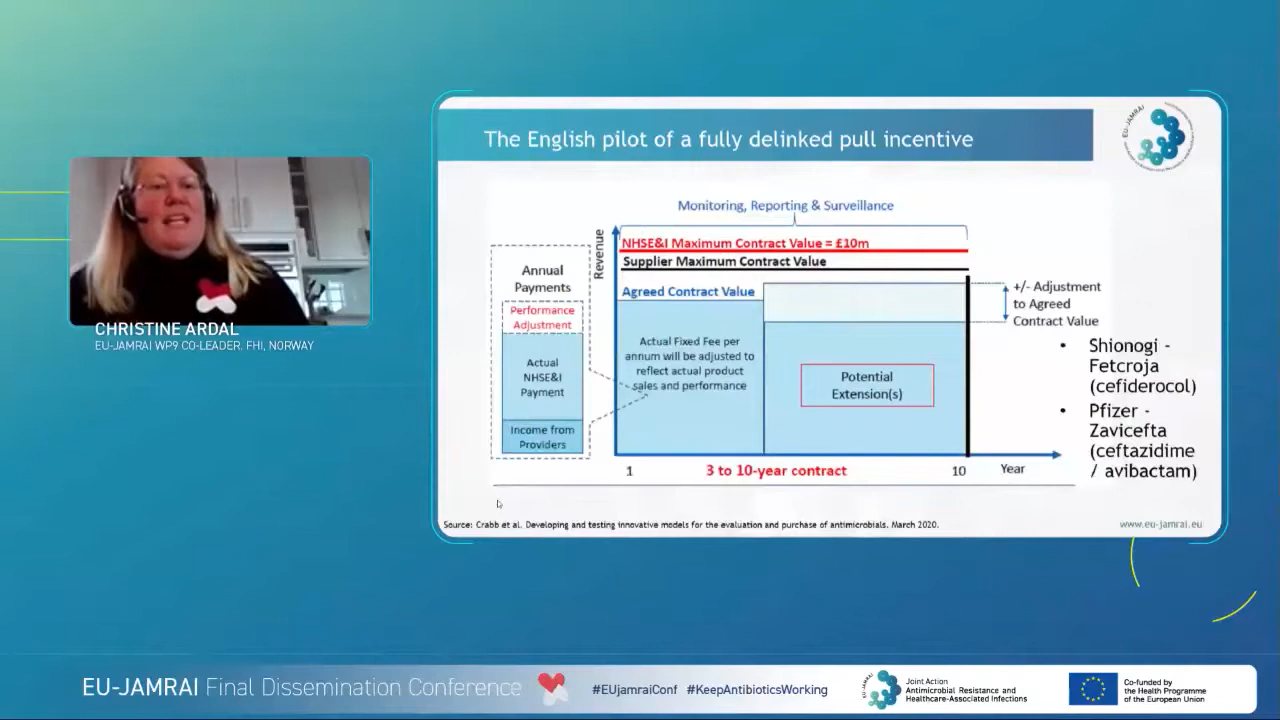 The English pilot of a fully delinked pull incentive
EU-JAMRAI
Monitoring, Reporting & Surveillance
Revenue
NHSE&I Maximum Contract Value = £10m
Supplier Maximum Contract Value
Agreed Contract Value
Annual
Payments
Performance
Adjustment
Actual
NHSE&I
Payment
Income from
Providers
Actual Fixed Fee per
annum will be adjusted to
reflect actual product
sales and performance
Potential
Extension(s)
+/- Adjustment
to Agreed
Contract Value
1
3 to 10-year contract
10
Year
• Shionogi -
Fetcroja
(cefiderocol)
• Pfizer -
Zavicefta
(ceftazidime
/ avibactam)
Source: Crabb et al. Developing and testing innovative models for the evaluation and purchase of antimicrobials. March 2020.
www.eu-jamrai.eu
CHRISTINE ARDAL
EU-JAMRAI WP9 CO-LEADER, FHI, NORWAY
EU-JAMRAI Final Dissemination Conference
#EUjamraiConf #KeepAntibioticsWorking
EU-JAMRAI
Joint Action
Antimicrobial Resistance and
Healthcare-Associated Infections
Co-funded by
the Health Programme
of the European Union